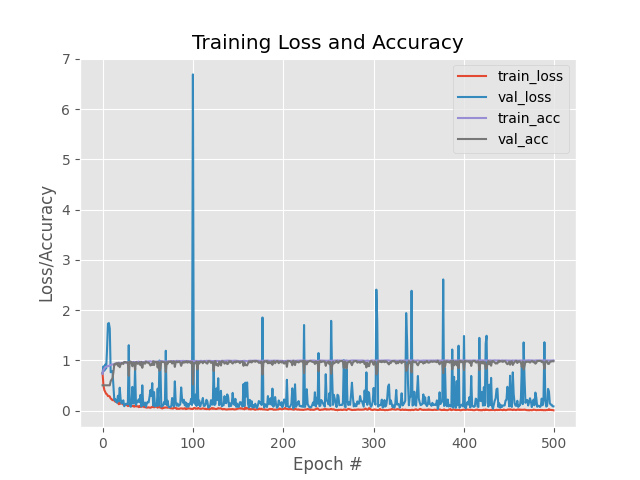 Training Loss and Accuracy
7
6
5
4
3
2
1
0
Loss/Accuracy
train_loss
val_loss
train_acc
val_acc
0 100 200 300 400 500
Epoch #